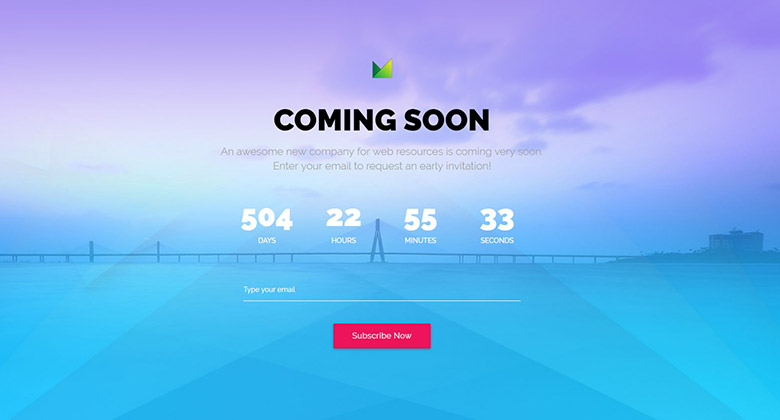 COMING SOON
An awesome new company for web resources is coming very soon.
Enter your email to request an early invitation!
504 22 55 33
DAYS HOURS MINUTES SECONDS
Type your email
Subscribe Now